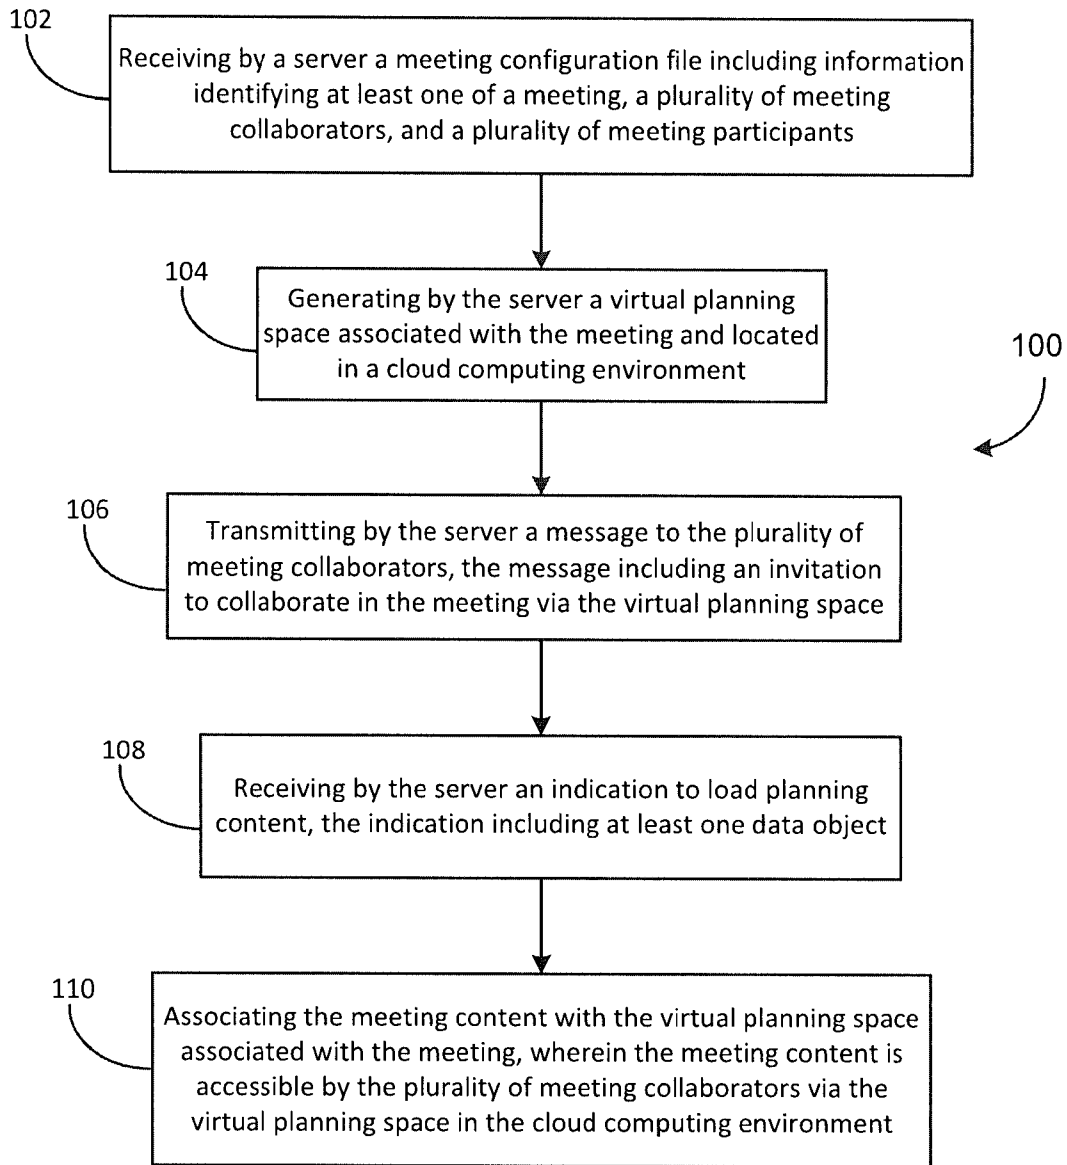 102
Receiving by a server a meeting configuration file including information
identifying at least one of a meeting, a plurality of meeting
collaborators, and a plurality of meeting participants
104
Generating by the server a virtual planning
space associated with the meeting and located
in a cloud computing environment
100
106
Transmitting by the server a message to the plurality of
meeting collaborators, the message including an invitation
to collaborate in the meeting via the virtual planning space
108
Receiving by the server an indication to load planning
content, the indication including at least one data object
110
Associating the meeting content with the virtual planning space
associated with the meeting, wherein the meeting content is
accessible by the plurality of meeting collaborators via the
virtual planning space in the cloud computing environment